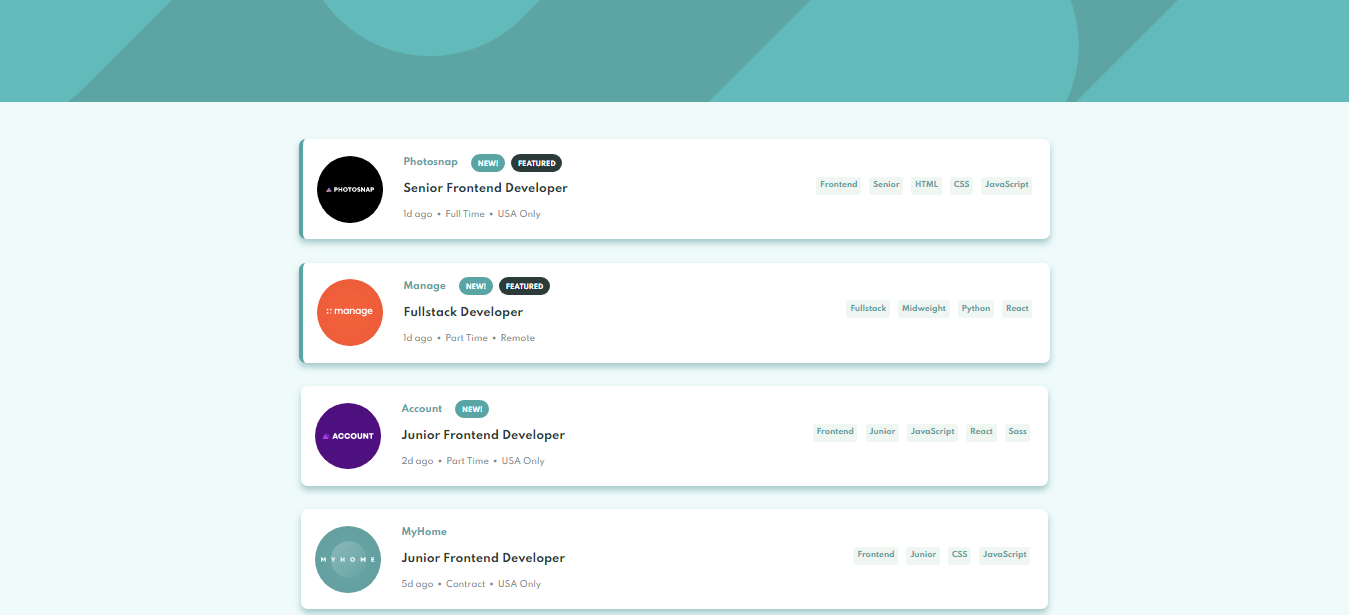 Photosnap NEW! FEATURED
PHOTOSNAP
Senior Frontend Developer
Frontend Senior HTML CSS JavaScript
1d ago • Full Time • USA Only
Manage NEW! FEATURED
manage
Fullstack Developer
Fullstack Midweight Python React
1d ago • Part Time • Remote
Account NEW!
ACCOUNT
Junior Frontend Developer
Frontend Junior JavaScript React Sass
2d ago • Part Time • USA Only
MyHome
MYHOME
Junior Frontend Developer
Frontend Junior CSS JavaScript
5d ago • Contract • USA Only